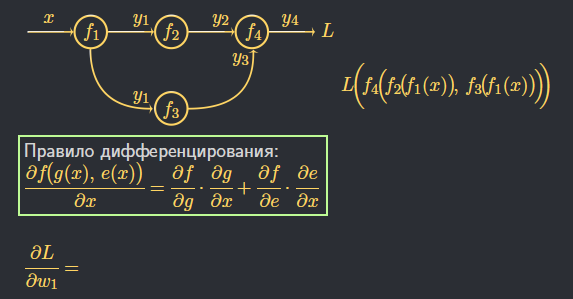 x f₁ y₁ f₂ y₂ f₄ y₄ L
y₃
y₁ f₃
L(f₄(f₂(f₁(x)), f₃(f₁(x))))
Правило дифференцирования:
∂f(g(x), e(x))/∂x = ∂f/∂g · ∂g/∂x + ∂f/∂e · ∂e/∂x
∂L/∂w₁ =